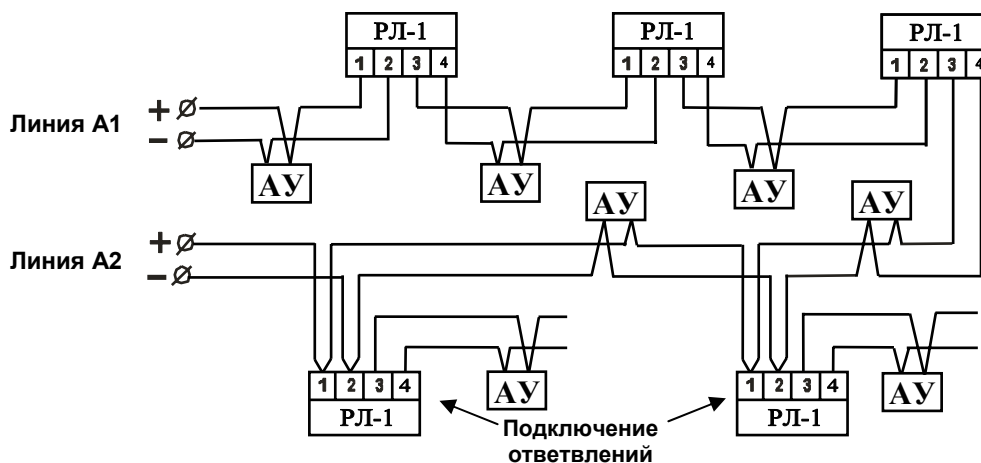 РЛ-1 РЛ-1 РЛ-1
1 2 3 4 1 2 3 4 1 2 3 4
+
Линия А1
–
АУ АУ АУ
АУ АУ
+
Линия А2
–
1 2 3 4 АУ 1 2 3 4 АУ
РЛ-1 РЛ-1
Подключение
ответвлений